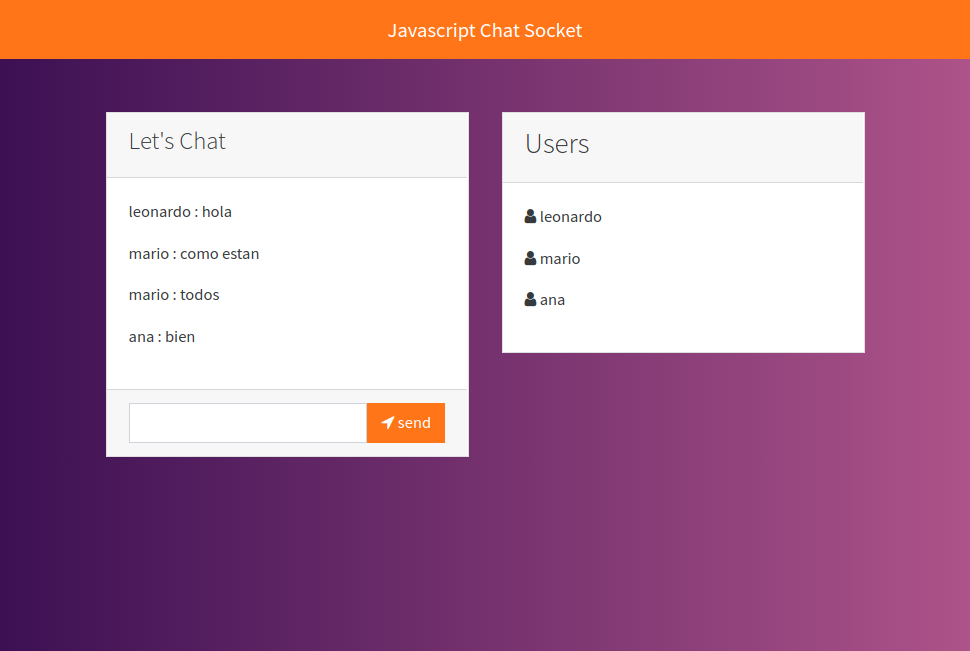 Javascript Chat Socket
Let's Chat
leonardo : hola
mario : como estan
mario : todos
ana : bien
send
Users
leonardo
mario
ana